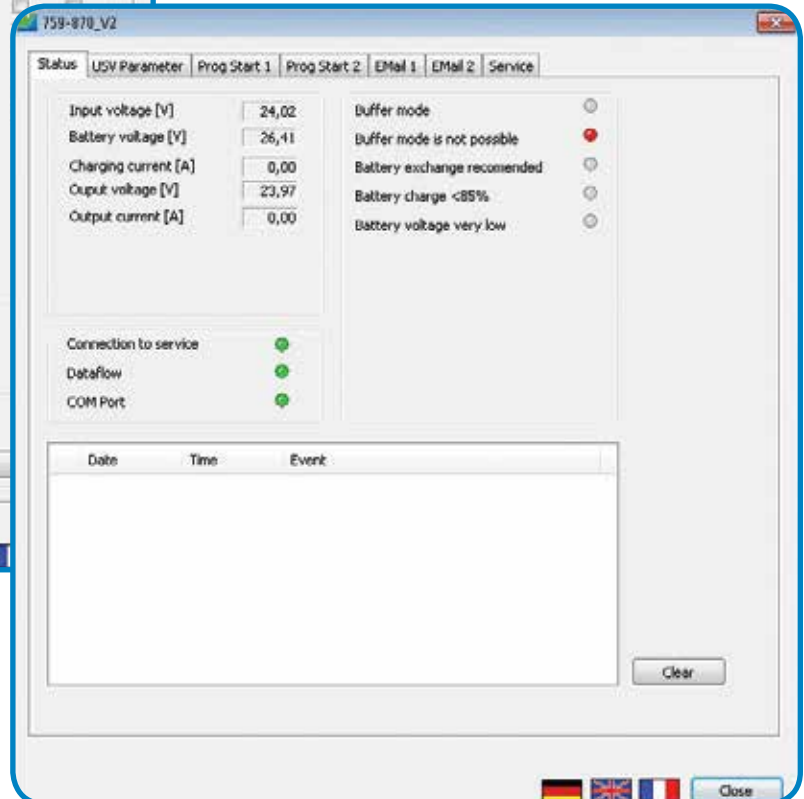 759-870_V2
Status USV Parameter Prog Start 1 Prog Start 2 EMail 1 EMail 2 Service
Input voltage [V] 24,02
Battery voltage [V] 26,41
Charging current [A] 0,00
Ouput voltage [V] 23,97
Output current [A] 0,00
Buffer mode
Buffer mode is not possible
Battery exchange recomended
Battery charge <85%
Battery voltage very low
Connection to service
Dataflow
COM Port
Date Time Event
Clear
Close